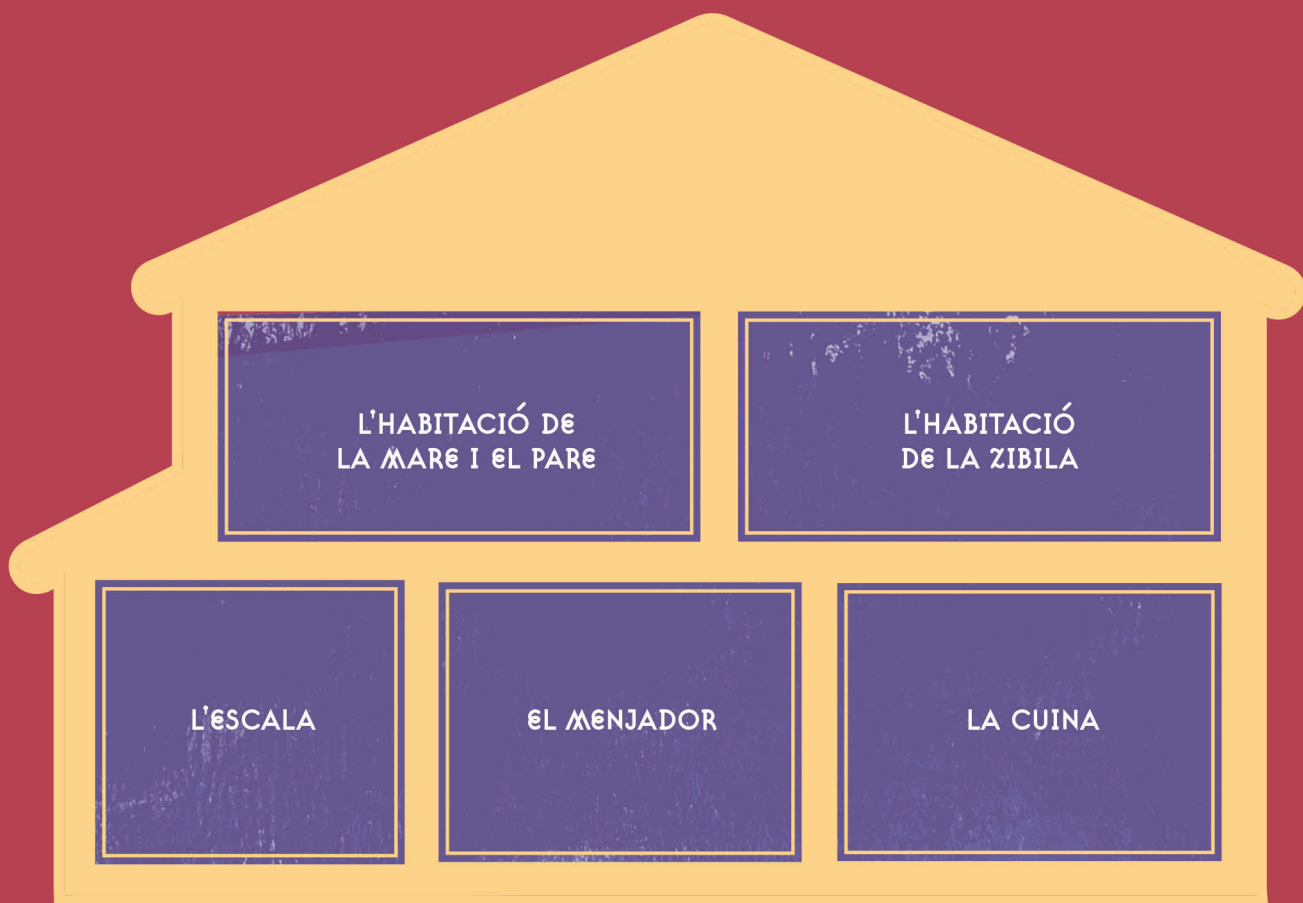 L'HABITACIÓ DE
LA MARE I EL PARE
L'HABITACIÓ
DE LA ZIBILA
L'ESCALA
EL MENJADOR
LA CUINA